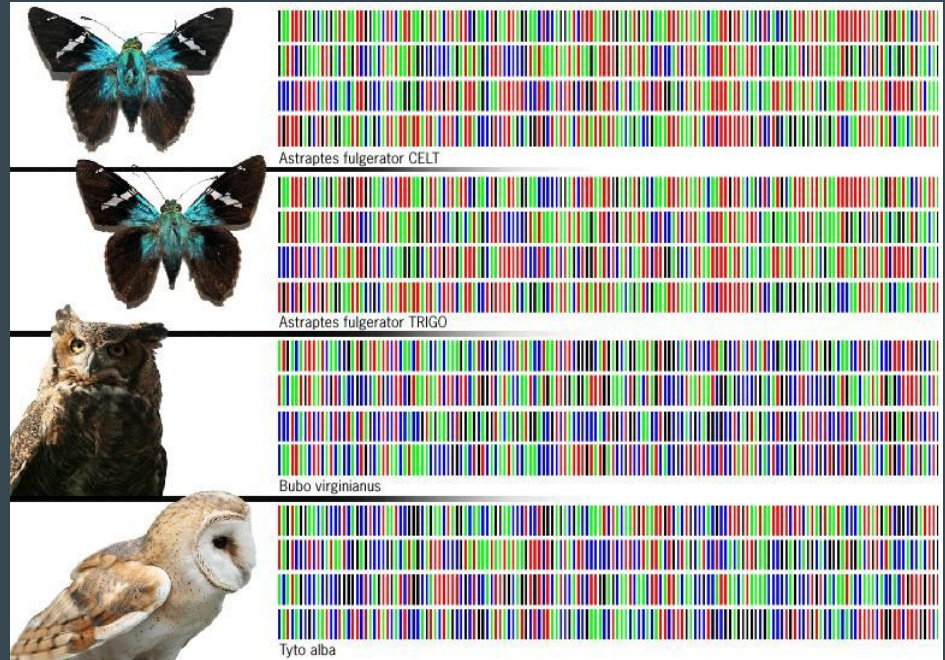 Astraptes fulgerator CELT
Astraptes fulgerator TRIGO
Bubo virginianus
Tyto alba